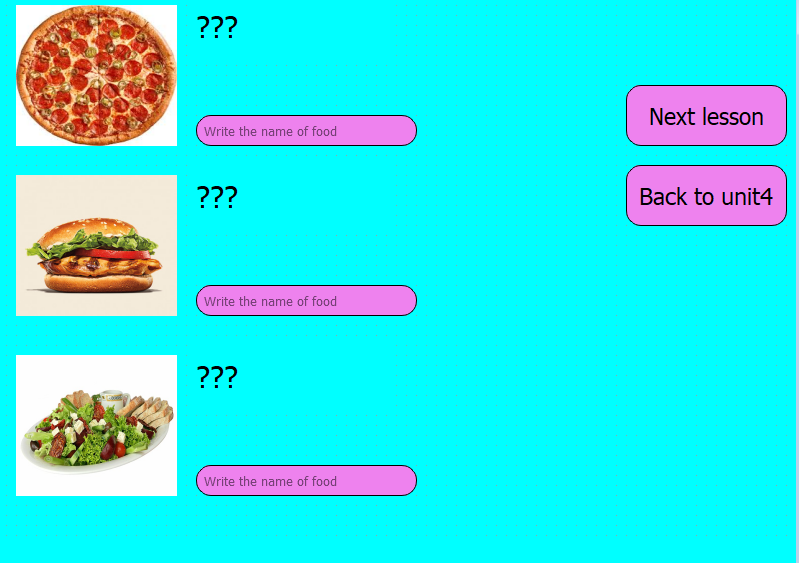 ???
Write the name of food
Next lesson
Back to unit4
???
Write the name of food
???
Write the name of food